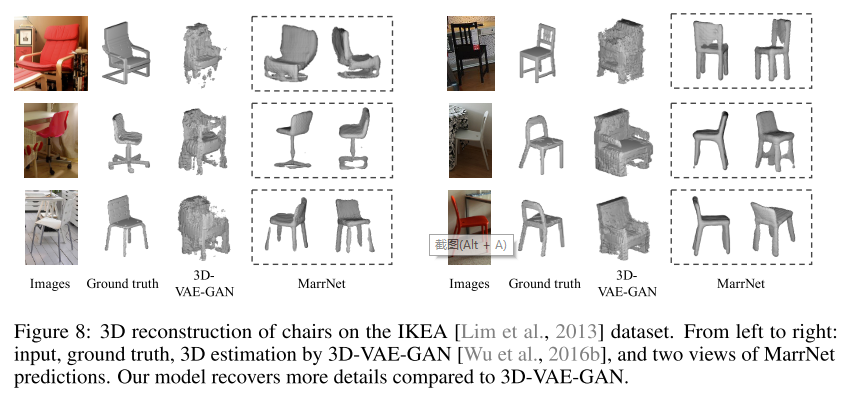 截图(Alt + A)
Images Ground truth 3D-VAE-GAN MarrNet
Images Ground truth 3D-VAE-GAN MarrNet
Figure 8: 3D reconstruction of chairs on the IKEA [Lim et al., 2013] dataset. From left to right:
input, ground truth, 3D estimation by 3D-VAE-GAN [Wu et al., 2016b], and two views of MarrNet
predictions. Our model recovers more details compared to 3D-VAE-GAN.